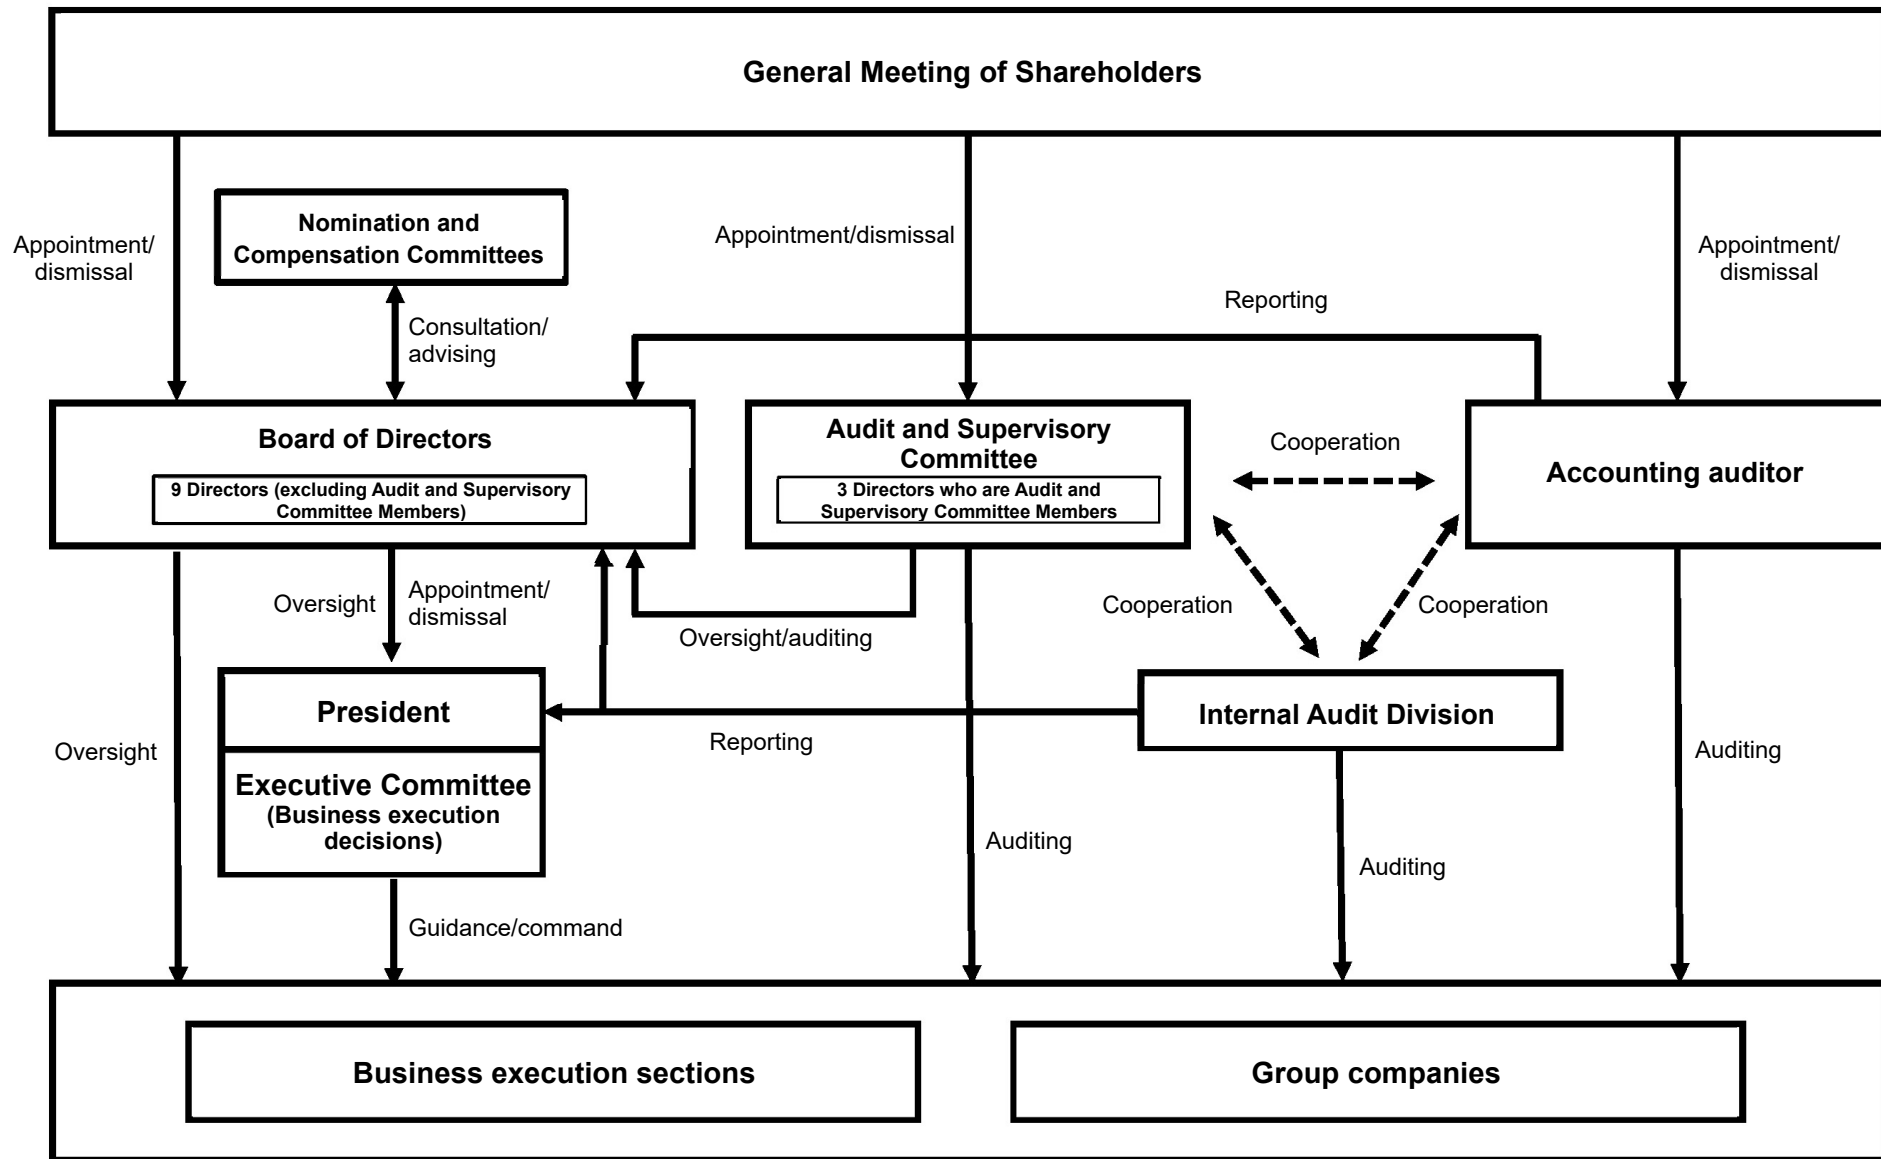 General Meeting of Shareholders
Appointment/
dismissal
Nomination and
Compensation Committees
Appointment/dismissal
Appointment/
dismissal
Reporting
Consultation/
advising
Board of Directors
9 Directors (excluding Audit and Supervisory
Committee Members)
Audit and Supervisory
Committee
3 Directors who are Audit and
Supervisory Committee Members
Cooperation
Accounting auditor
Oversight
Appointment/
dismissal
Oversight/auditing
Cooperation
Cooperation
President
Executive Committee
(Business execution
decisions)
Reporting
Internal Audit Division
Oversight
Auditing
Auditing
Auditing
Guidance/command
Business execution sections
Group companies